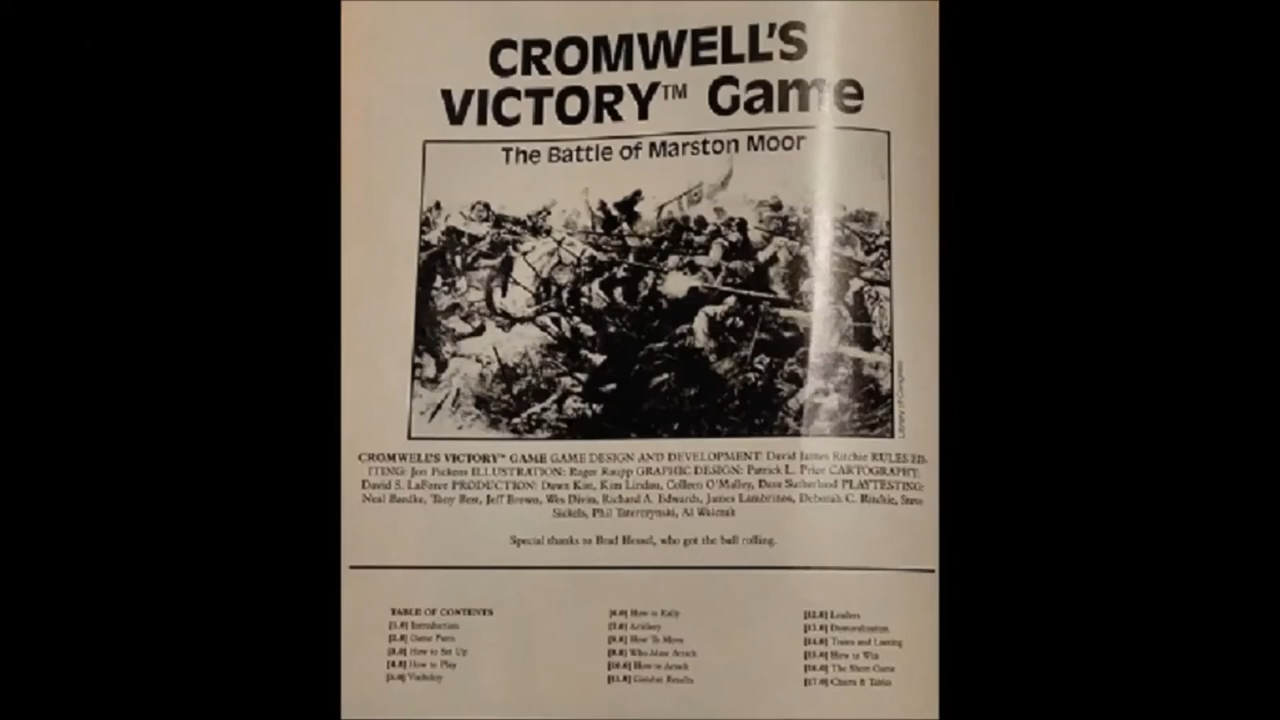 CROMWELL'S
VICTORY™ Game
The Battle of Marston Moor
Library of Congress
CROMWELL'S VICTORY™ GAME GAME DESIGN AND DEVELOPMENT: David James Ritchie RULES ED-
ITING: Jon Pickens ILLUSTRATION: Roger Raupp GRAPHIC DESIGN: Patrick L. Price CARTOGRAPHY:
David S. LaForce PRODUCTION: Dawn Kim, Kim Lindau, Colleen O'Malley, Dave Sutherland PLAYTESTING:
Neal Jeff Brown, Wes Divin, Richard A. Edwards, James Lambrinos, Deborah C. Ritchie, Steve
Sickels, Phil Al
Special thanks to Brad Hessel, who got the ball rolling.
TABLE OF CONTENTS
[1.0] Introduction
[2.0] Game Parts
[3.0] How to Set Up
[4.0] How to Play
[5.0]
[6.0] How to Rally
[7.0] Artillery
[8.0] How To Move
[9.0] Who Must Attack
[10.0] How to Attack
[11.0] Combat Results
[12.0] Leaders
[13.0] Demoralization
[14.0] Trains and Looting
[15.0] How to Win
[16.0] The Short Game
[17.0] Charts & Tables